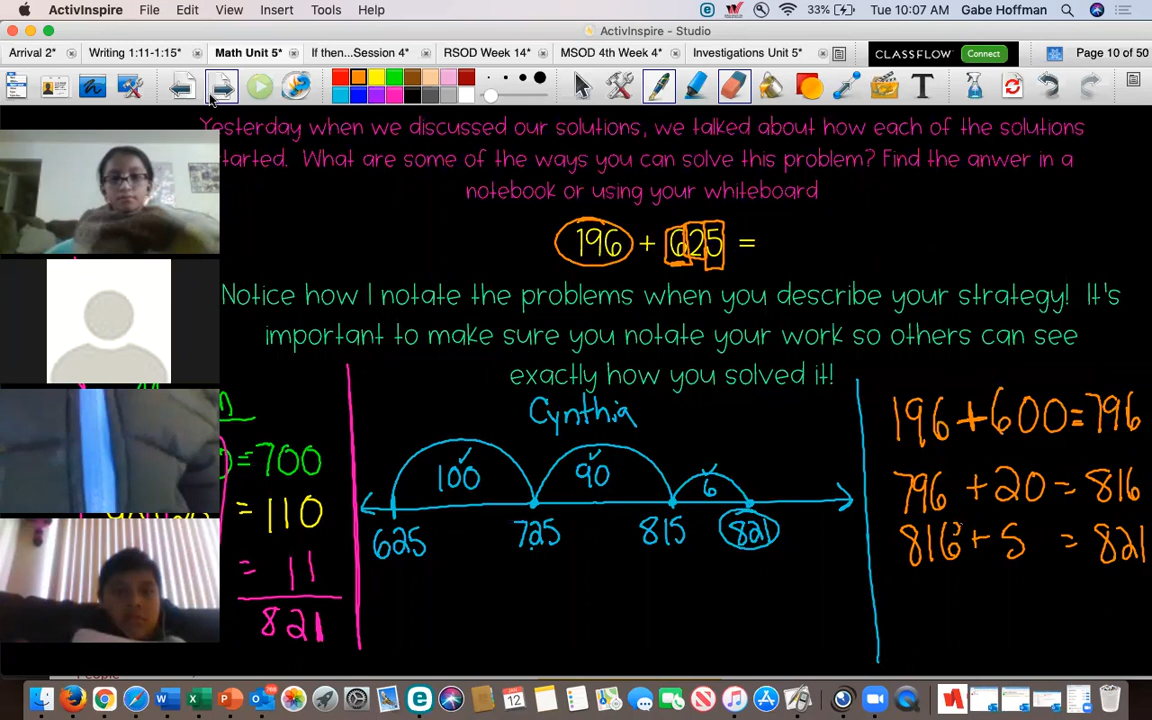 ActivInspire File Edit View Insert Tools Help 33% Tue 10:07 AM Gabe Hoffman
ActivInspire - Studio
Arrival 2* Writing 1:11-1:15* Math Unit 5* If then...Session 4* RSOD Week 14* MSOD 4th Week 4* Investigations Unit 5* CLASSFLOW Connect Page 10 of 50
Yesterday when we discussed our solutions, we talked about how each of the solutions
tarted. What are some of the ways you can solve this problem? Find the anwer in a
notebook or using your whiteboard
196 + 625 =
Notice how I notate the problems when you describe your strategy! It's
important to make sure you notate your work so others can see
exactly how you solved it!
Cynthia
100 90 6
625 725 815 821
=700
= 110
= 11
821
196+600=796
796 +20=816
816+ 5 = 821
JAN
12